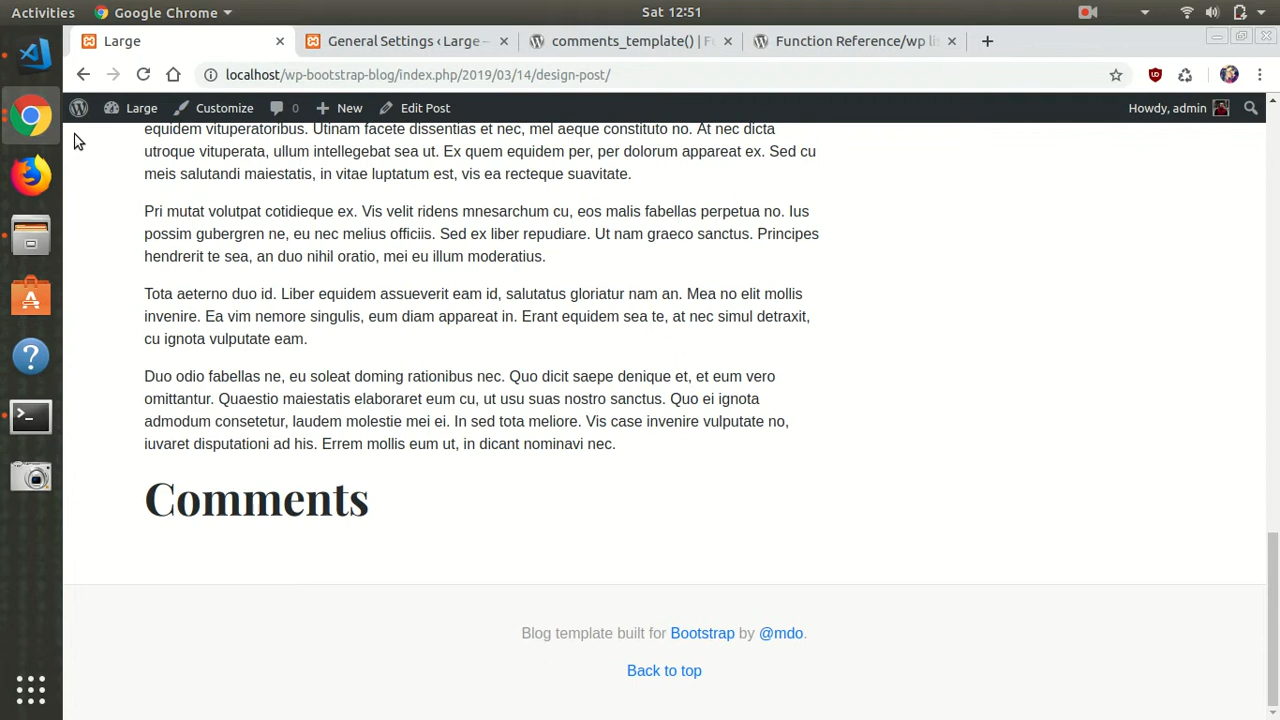 Activities Google Chrome Sat 12:51
Large General Settings ‹ Large – comments_template() | Fu Function Reference/wp li
localhost/wp-bootstrap-blog/index.php/2019/03/14/design-post/
Large Customize 0 New Edit Post Howdy, admin
equidem vituperatoribus. Utinam facete dissentias et nec, mel aeque constituto no. At nec dicta
utroque vituperata, ullum intellegebat sea ut. Ex quem equidem per, per dolorum appareat ex. Sed cu
meis salutandi maiestatis, in vitae luptatum est, vis ea recteque suavitate.
Pri mutat volutpat cotidieque ex. Vis velit ridens mnesarchum cu, eos malis fabellas perpetua no. Ius
possim gubergren ne, eu nec melius officiis. Sed ex liber repudiare. Ut nam graeco sanctus. Principes
hendrerit te sea, an duo nihil oratio, mei eu illum moderatius.
Tota aeterno duo id. Liber equidem assueverit eam id, salutatus gloriatur nam an. Mea no elit mollis
invenire. Ea vim nemore singulis, eum diam appareat in. Erant equidem sea te, at nec simul detraxit,
cu ignota vulputate eam.
Duo odio fabellas ne, eu soleat doming rationibus nec. Quo dicit saepe denique et, et eum vero
omittantur. Quaestio maiestatis elaboraret eum cu, ut usu suas nostro sanctus. Quo ei ignota
admodum consetetur, laudem molestie mei ei. In sed tota meliore. Vis case invenire vulputate no,
iuvaret disputationi ad his. Errem mollis eum ut, in dicant nominavi nec.
Comments
Blog template built for Bootstrap by @mdo.
Back to top